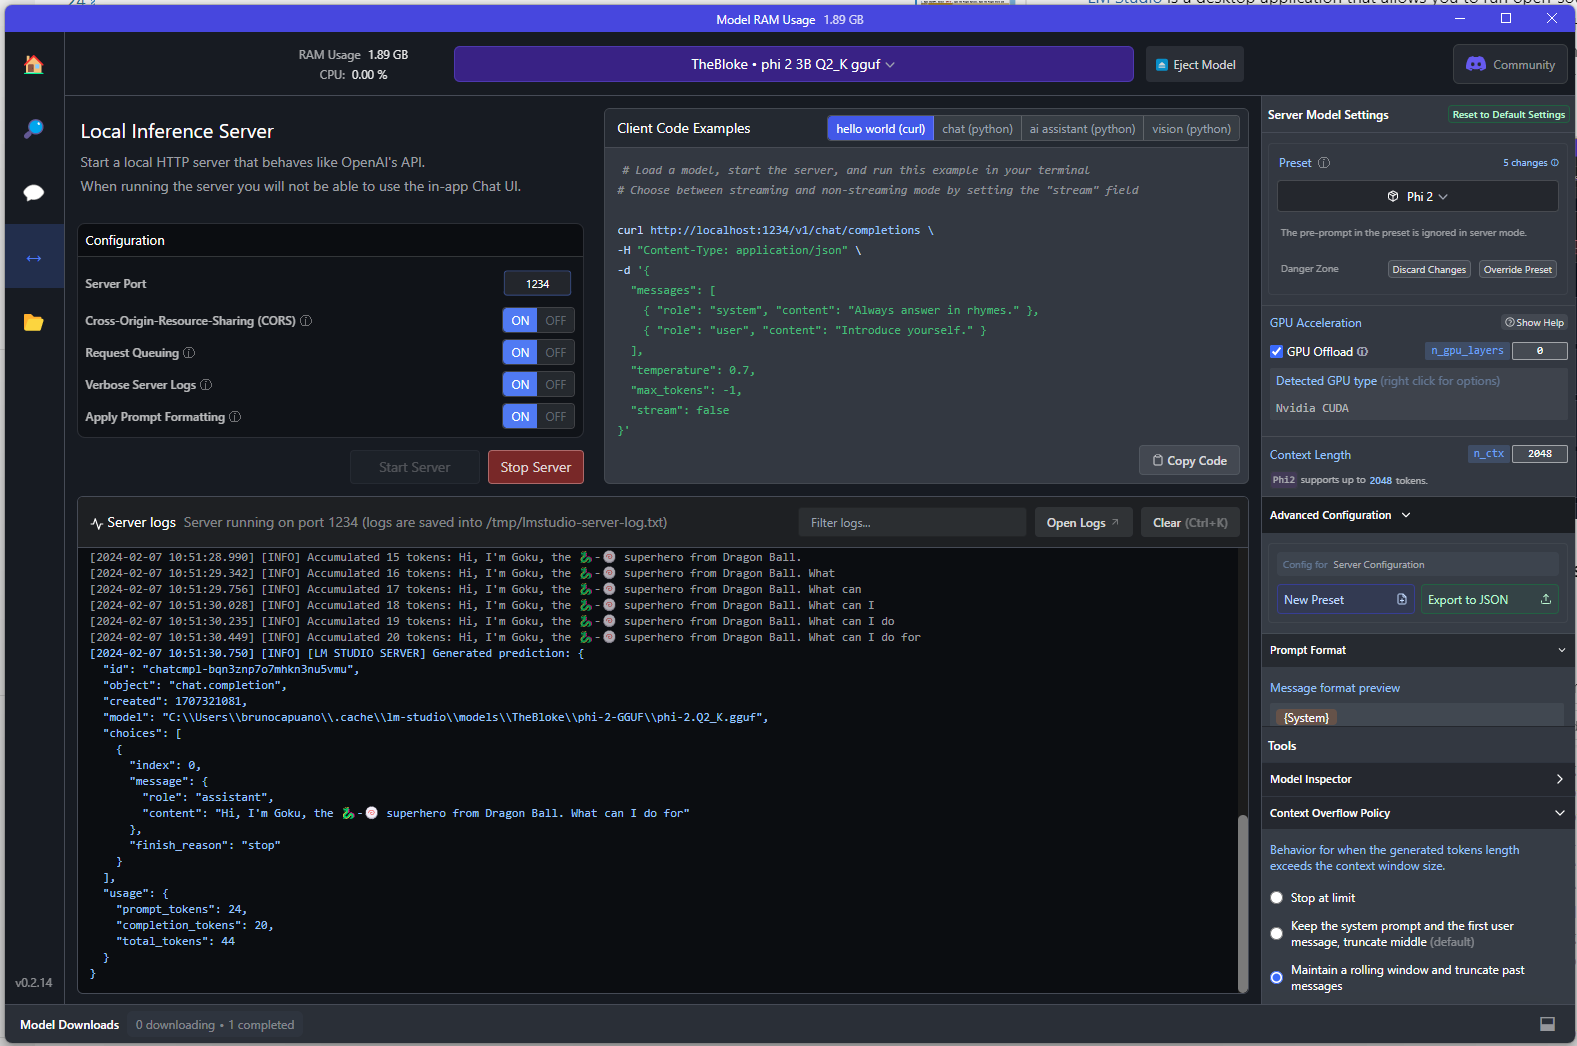 Model RAM Usage 1.89 GB
RAM Usage 1.89 GB
CPU: 0.00 %
TheBloke • phi 2 3B Q2_K gguf
Eject Model
Community
Local Inference Server
Start a local HTTP server that behaves like OpenAI's API.
When running the server you will not be able to use the in-app Chat UI.
Configuration
Server Port 1234
Cross-Origin-Resource-Sharing (CORS) ON OFF
Request Queuing ON OFF
Verbose Server Logs ON OFF
Apply Prompt Formatting ON OFF
Start Server Stop Server
Client Code Examples hello world (curl) chat (python) ai assistant (python) vision (python)
# Load a model, start the server, and run this example in your terminal
# Choose between streaming and non-streaming mode by setting the "stream" field
curl http://localhost:1234/v1/chat/completions \
-H "Content-Type: application/json" \
-d '{
"messages": [
{ "role": "system", "content": "Always answer in rhymes." },
{ "role": "user", "content": "Introduce yourself." }
],
"temperature": 0.7,
"max_tokens": -1,
"stream": false
}'
Copy Code
Server logs Server running on port 1234 (logs are saved into /tmp/lmstudio-server-log.txt) Filter logs... Open Logs Clear (Ctrl+K)
[2024-02-07 10:51:28.990] [INFO] Accumulated 15 tokens: Hi, I'm Goku, the 🐉-🍥 superhero from Dragon Ball.
[2024-02-07 10:51:29.342] [INFO] Accumulated 16 tokens: Hi, I'm Goku, the 🐉-🍥 superhero from Dragon Ball. What
[2024-02-07 10:51:29.756] [INFO] Accumulated 17 tokens: Hi, I'm Goku, the 🐉-🍥 superhero from Dragon Ball. What can
[2024-02-07 10:51:30.028] [INFO] Accumulated 18 tokens: Hi, I'm Goku, the 🐉-🍥 superhero from Dragon Ball. What can I
[2024-02-07 10:51:30.235] [INFO] Accumulated 19 tokens: Hi, I'm Goku, the 🐉-🍥 superhero from Dragon Ball. What can I do
[2024-02-07 10:51:30.449] [INFO] Accumulated 20 tokens: Hi, I'm Goku, the 🐉-🍥 superhero from Dragon Ball. What can I do for
[2024-02-07 10:51:30.750] [INFO] [LM STUDIO SERVER] Generated prediction: {
"id": "chatcmpl-bqn3znp7o7mhkn3nu5vmu",
"object": "chat.completion",
"created": 1707321081,
"model": "C:\\Users\\brunocapuano\\.cache\\lm-studio\\models\\TheBloke\\phi-2-GGUF\\phi-2.Q2_K.gguf",
"choices": [
{
"index": 0,
"message": {
"role": "assistant",
"content": "Hi, I'm Goku, the 🐉-🍥 superhero from Dragon Ball. What can I do for"
},
"finish_reason": "stop"
}
],
"usage": {
"prompt_tokens": 24,
"completion_tokens": 20,
"total_tokens": 44
}
}
Server Model Settings Reset to Default Settings
Preset 5 changes
Phi 2
The pre-prompt in the preset is ignored in server mode.
Danger Zone Discard Changes Override Preset
GPU Acceleration Show Help
GPU Offload n_gpu_layers 0
Detected GPU type (right click for options)
Nvidia CUDA
Context Length n_ctx 2048
Phi2 supports up to 2048 tokens.
Advanced Configuration
Config for Server Configuration
New Preset Export to JSON
Prompt Format
Message format preview
{System}
Tools
Model Inspector
Context Overflow Policy
Behavior for when the generated tokens length
exceeds the context window size.
Stop at limit
Keep the system prompt and the first user
message, truncate middle (default)
Maintain a rolling window and truncate past
messages
v0.2.14
Model Downloads 0 downloading • 1 completed